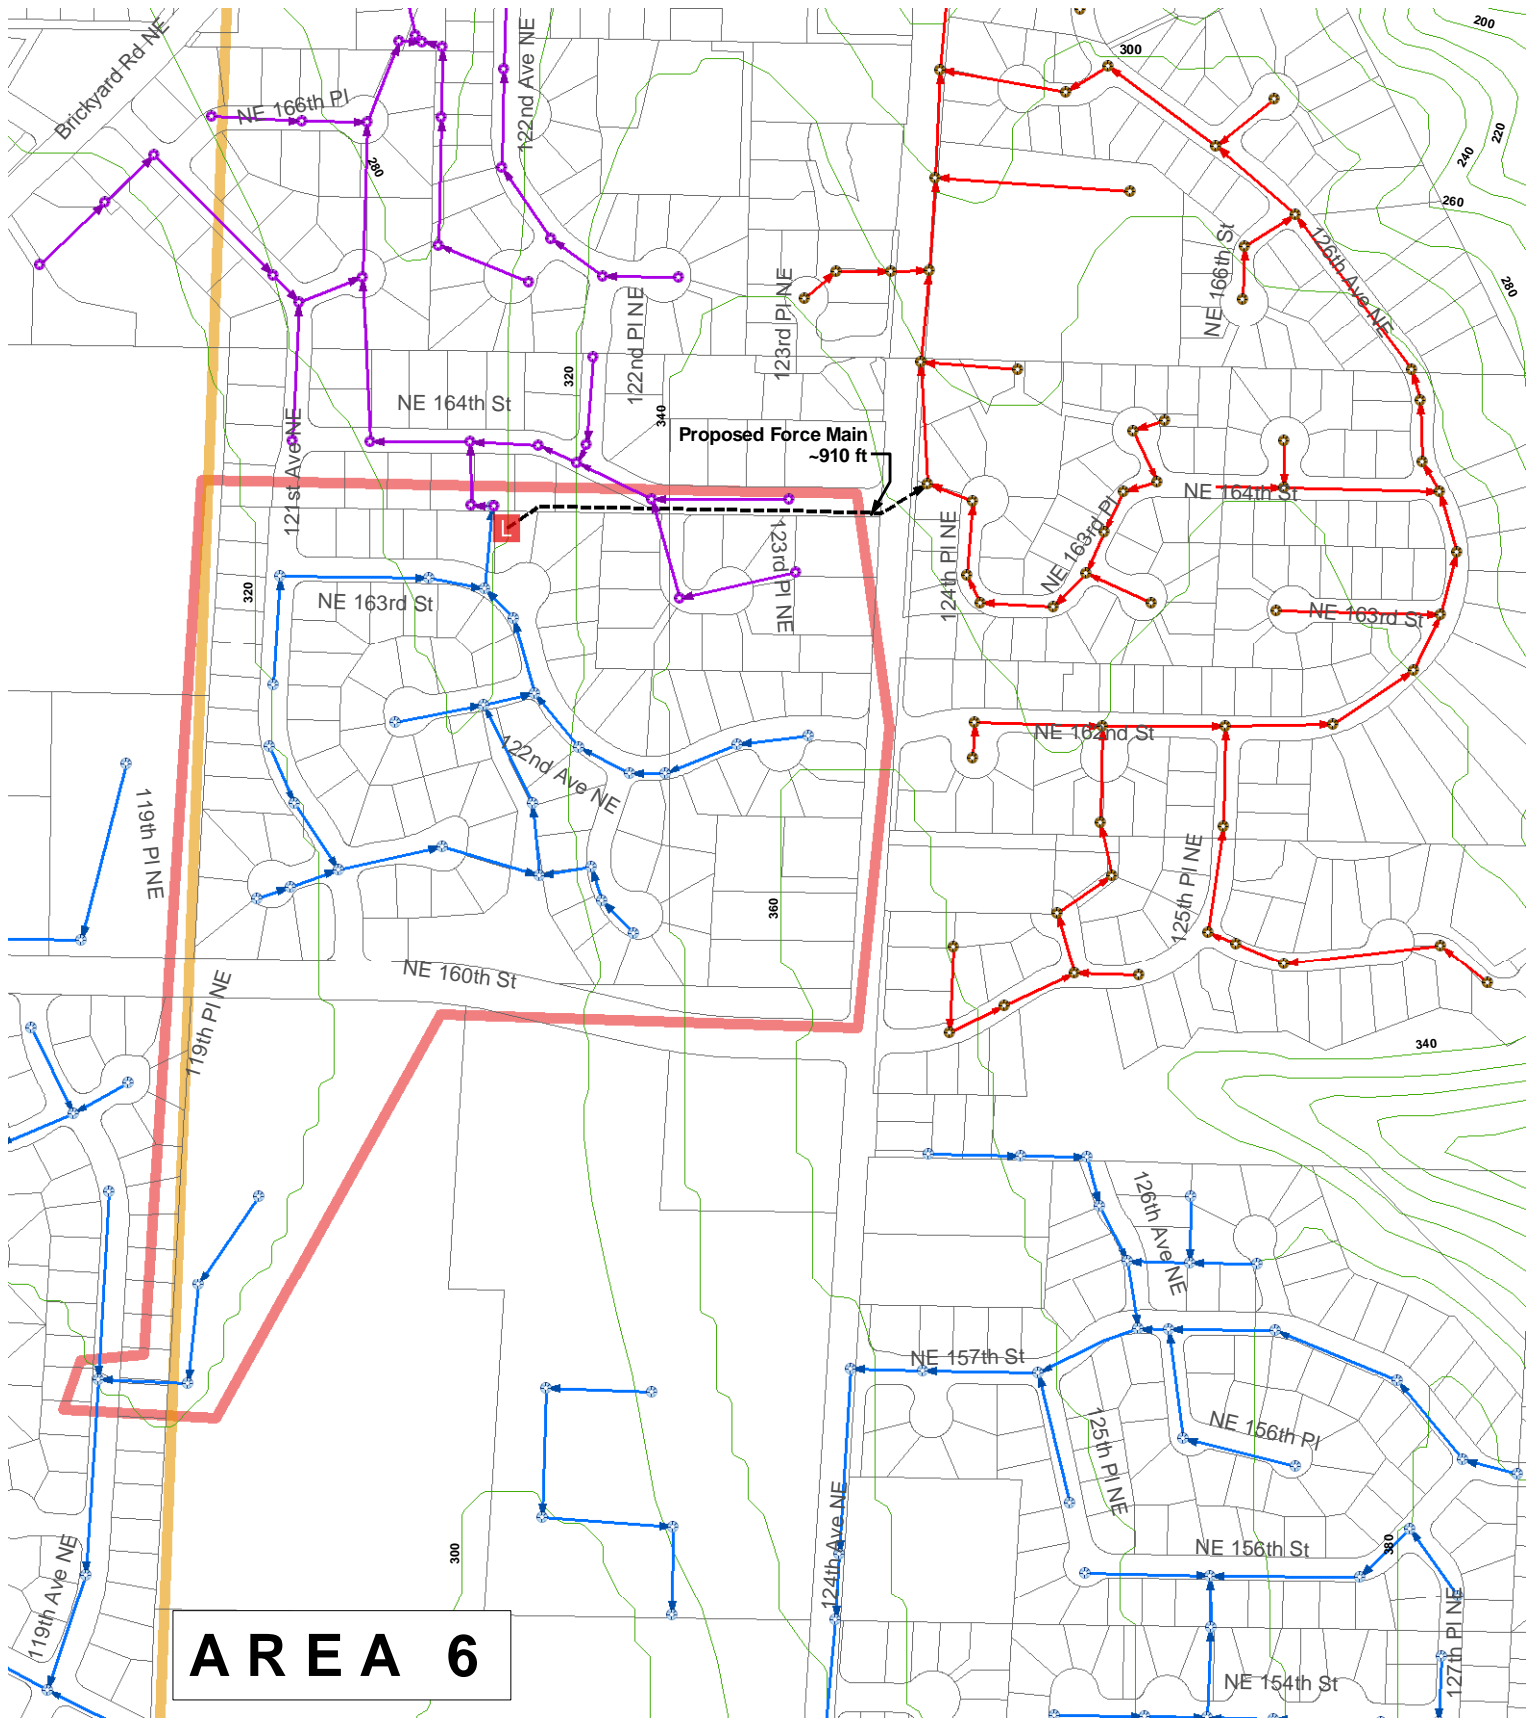 200
300
Brickyard Rd NE
122nd Ave NE
NE 166th Pl
220
240
280
260
NE 166th St
126th Ave NE
280
123rd Pl NE
122nd Pl NE
320
NE 164th St
340
121st Ave NE
Proposed Force Main
~910 ft
NE 164th St
L
NE 163rd Pl
124th Pl NE
123rd Pl NE
320
NE 163rd St
NE 163rd St
NE 162nd St
122nd Ave NE
119th Pl NE
125th Pl NE
360
NE 160th St
119th Pl NE
340
126th Ave NE
NE 157th St
NE 156th Pl
125th Pl NE
124th Ave NE
300
NE 156th St
380
119th Ave NE
127th Pl NE
AREA 6
NE 154th St